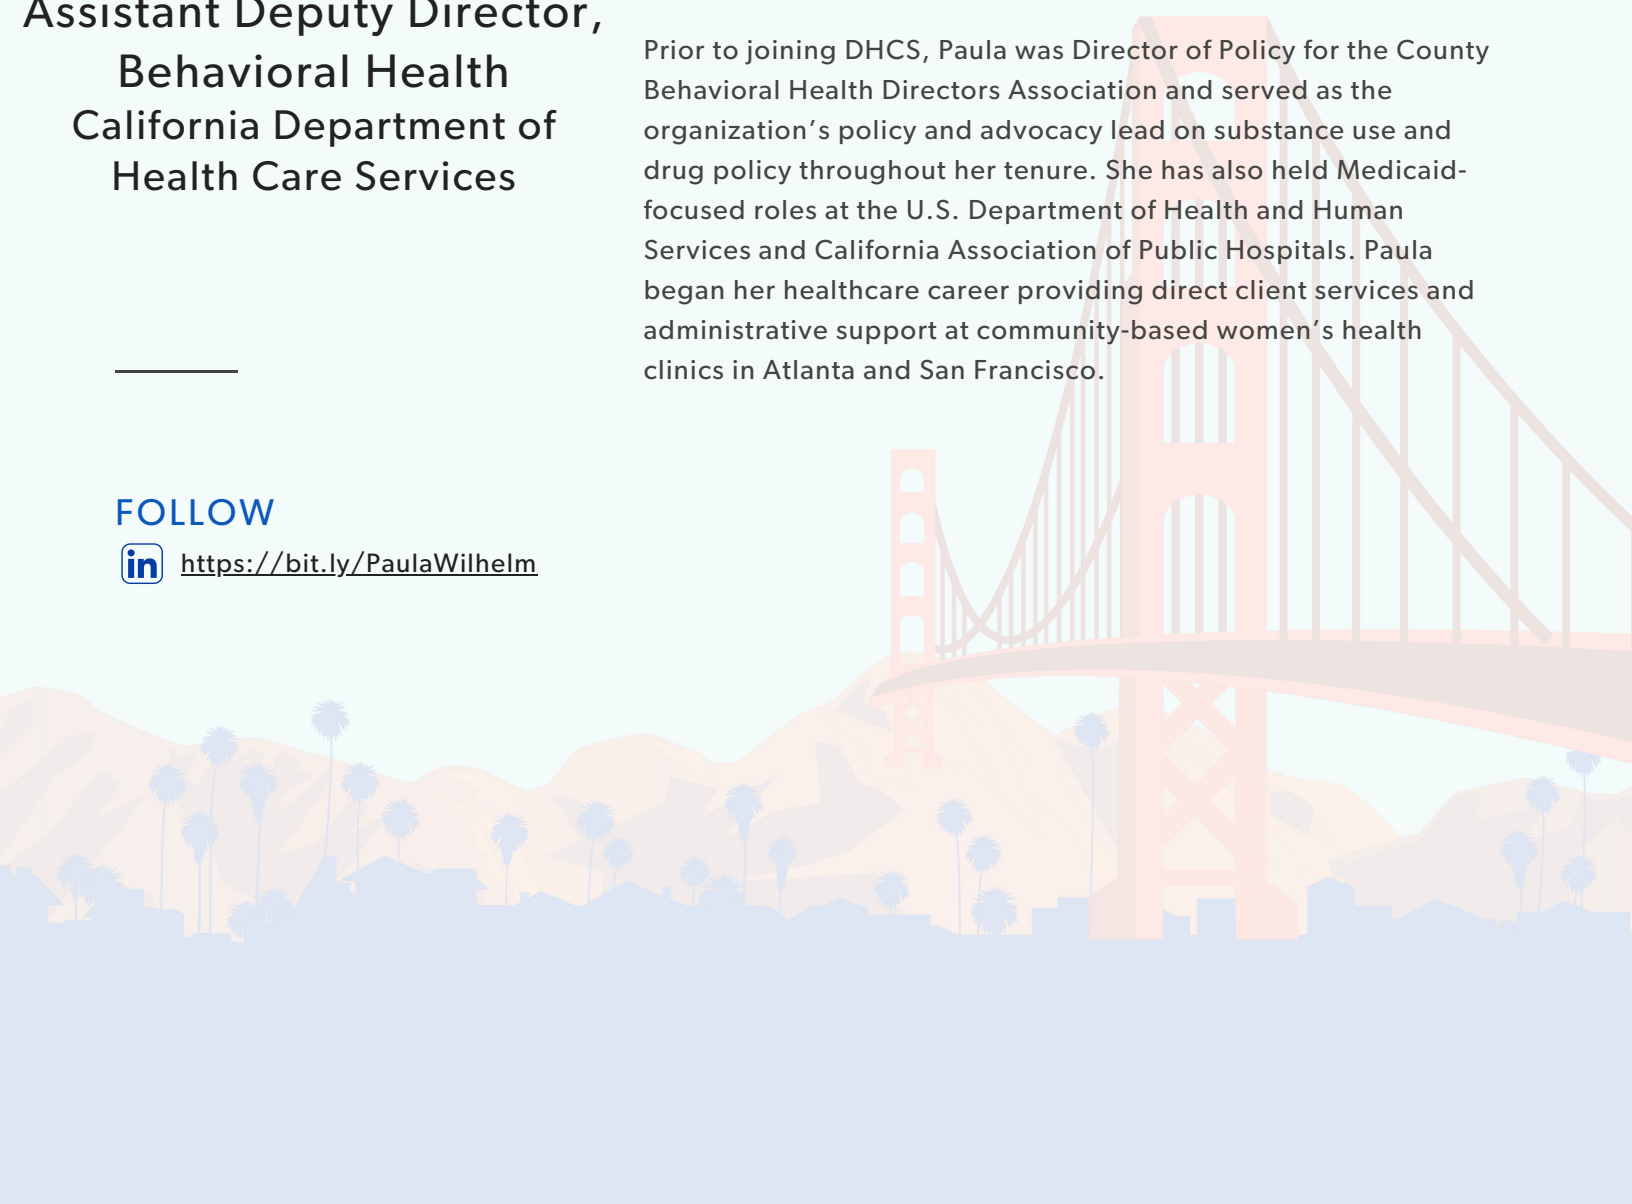 Assistant Deputy Director,
Behavioral Health
California Department of
Health Care Services
Prior to joining DHCS, Paula was Director of Policy for the County
Behavioral Health Directors Association and served as the
organization’s policy and advocacy lead on substance use and
drug policy throughout her tenure. She has also held Medicaid-
focused roles at the U.S. Department of Health and Human
Services and California Association of Public Hospitals. Paula
began her healthcare career providing direct client services and
administrative support at community-based women’s health
clinics in Atlanta and San Francisco.
FOLLOW
in https://bit.ly/PaulaWilhelm